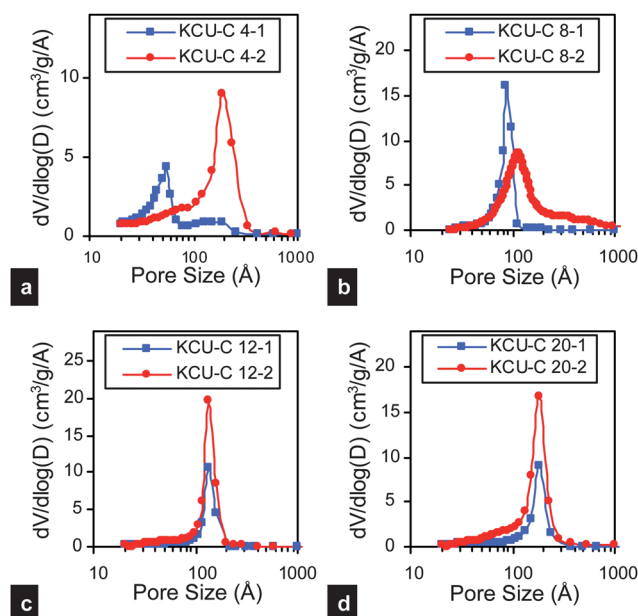 KCU-C 4-1
KCU-C 4-2
dV/dlog(D) (cm³/g/A)
10
5
0
10
100
1000
Pore Size (Å)
a
KCU-C 8-1
KCU-C 8-2
dV/dlog(D) (cm³/g/A)
20
15
10
5
0
10
100
1000
Pore Size (Å)
b
KCU-C 12-1
KCU-C 12-2
dV/dlog(D) (cm³/g/A)
25
20
15
10
5
0
10
100
1000
Pore Size (Å)
c
KCU-C 20-1
KCU-C 20-2
dV/dlog(D) (cm³/g/A)
20
15
10
5
0
10
100
1000
Pore Size (Å)
d